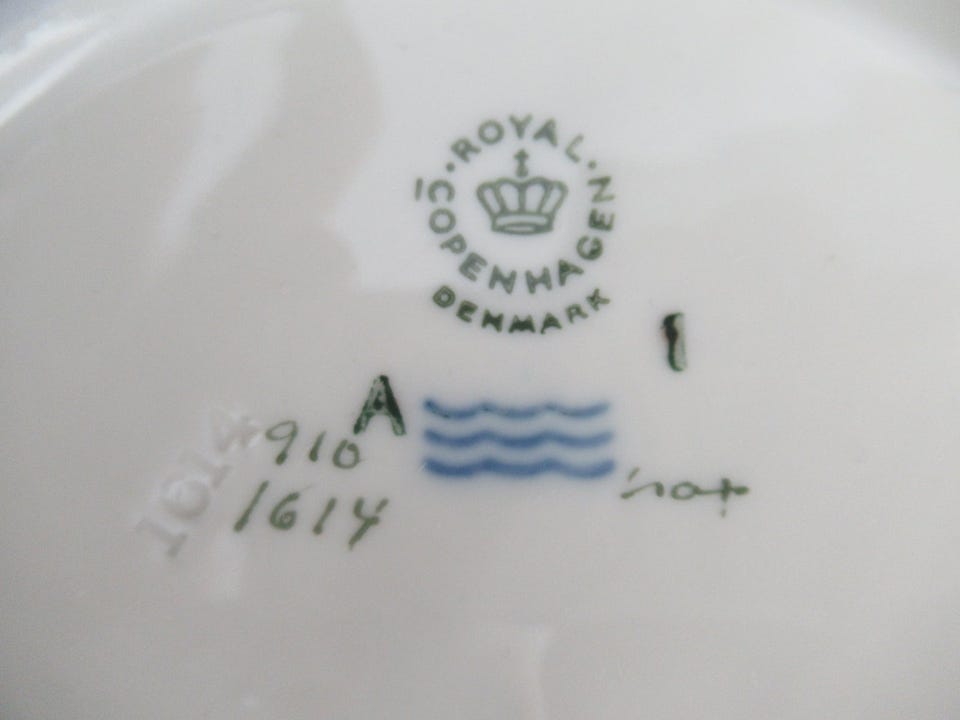 ROYAL
COPENHAGEN
DENMARK
I
A
910
1614
1614